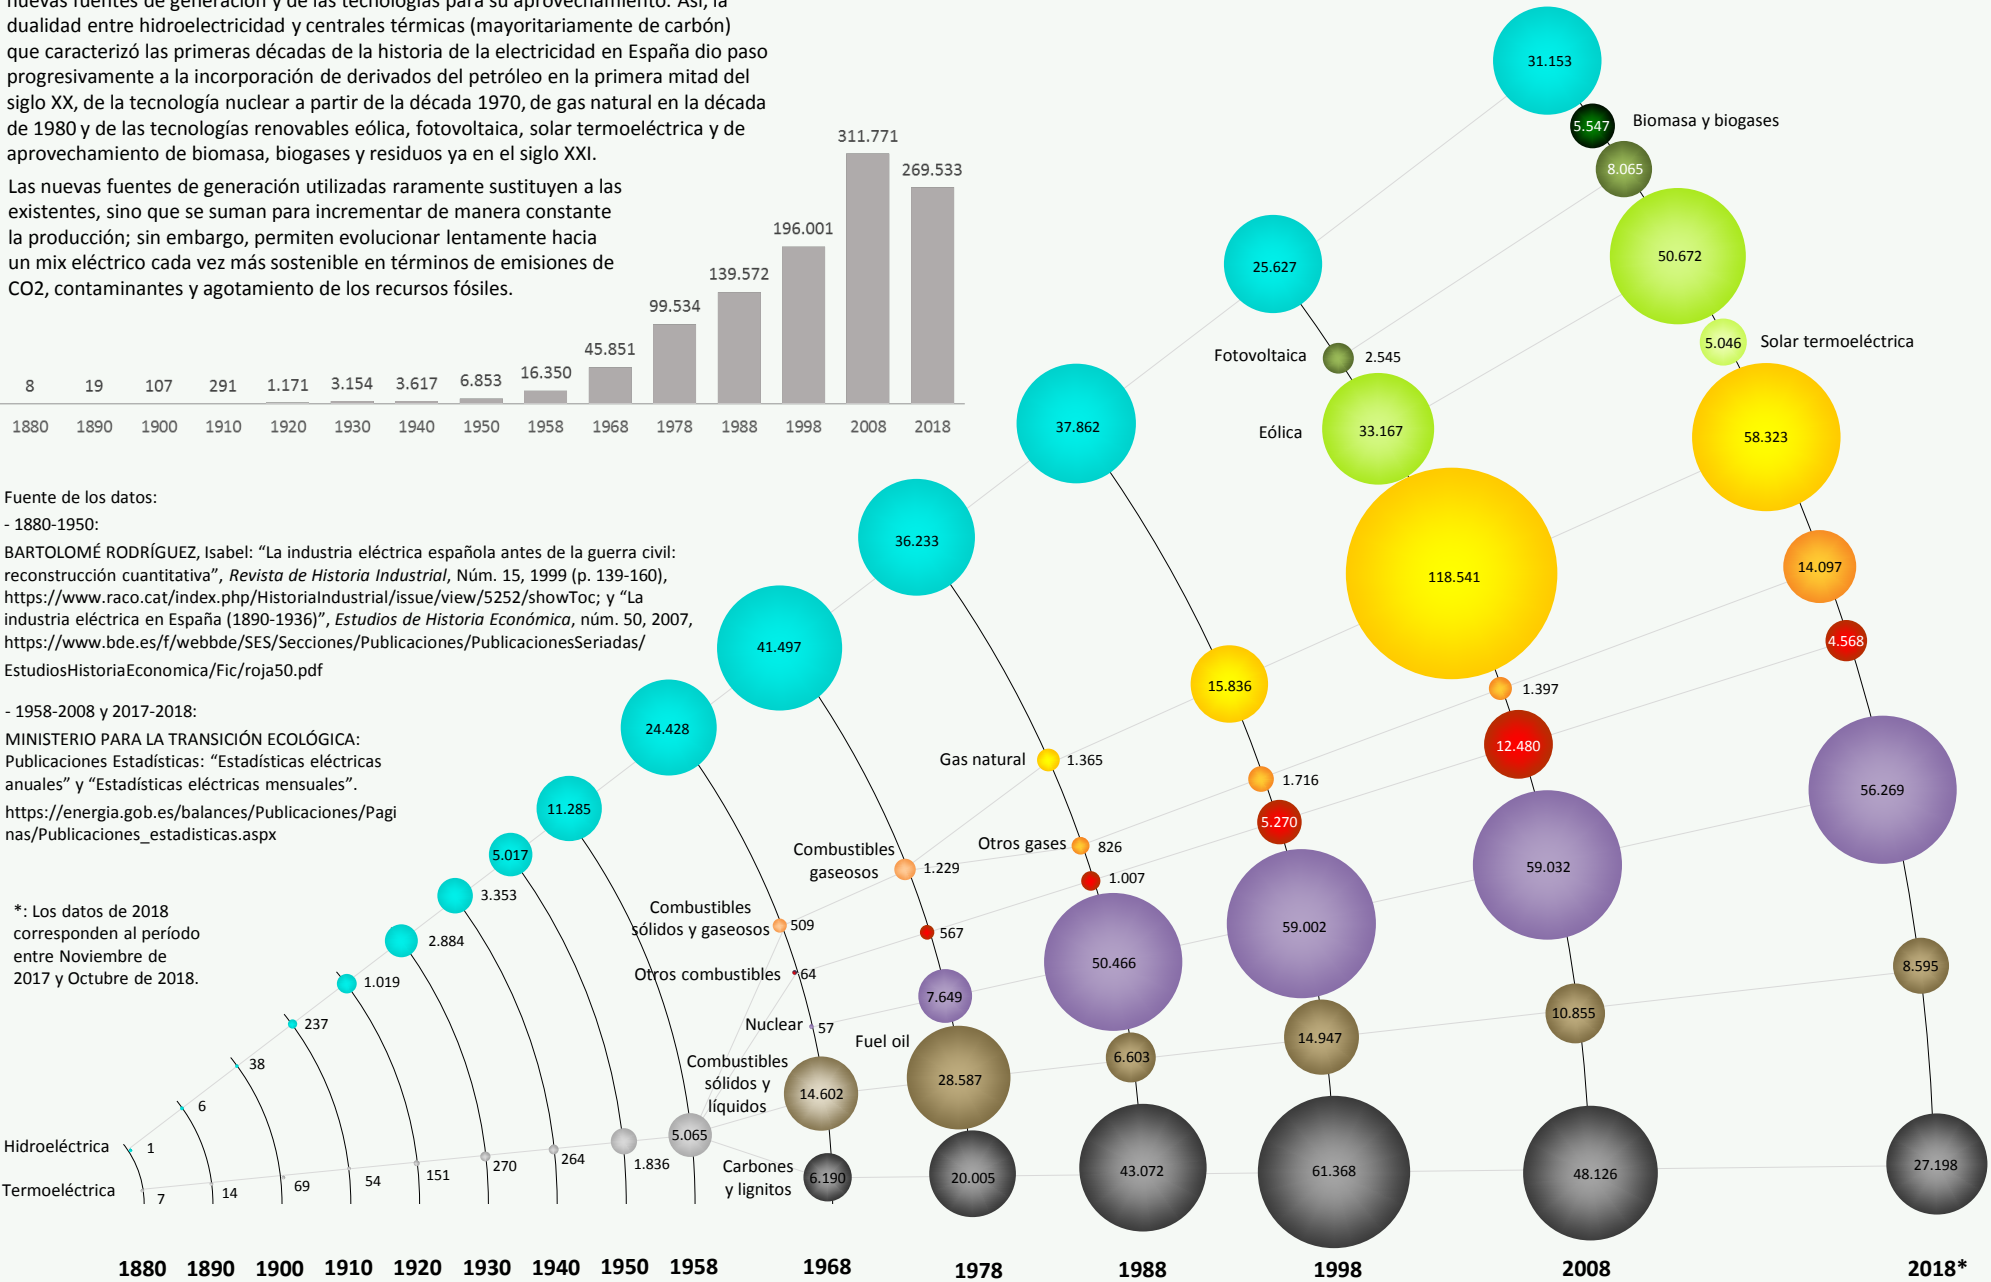 nuevas fuentes de generación y de las tecnologías para su aprovechamiento. Así, la
dualidad entre hidroelectricidad y centrales térmicas (mayoritariamente de carbón)
que caracterizó las primeras décadas de la historia de la electricidad en España dio paso
progresivamente a la incorporación de derivados del petróleo en la primera mitad del
siglo XX, de la tecnología nuclear a partir de la década 1970, de gas natural en la década
de 1980 y de las tecnologías renovables eólica, fotovoltaica, solar termoeléctrica y de
aprovechamiento de biomasa, biogases y residuos ya en el siglo XXI.
Las nuevas fuentes de generación utilizadas raramente sustituyen a las
existentes, sino que se suman para incrementar de manera constante
la producción; sin embargo, permiten evolucionar lentamente hacia
un mix eléctrico cada vez más sostenible en términos de emisiones de
CO2, contaminantes y agotamiento de los recursos fósiles.
8 19 107 291 1.171 3.154 3.617 6.853 16.350 45.851 99.534 139.572 196.001 311.771 269.533
1880 1890 1900 1910 1920 1930 1940 1950 1958 1968 1978 1988 1998 2008 2018
Fuente de los datos:
- 1880-1950:
BARTOLOMÉ RODRÍGUEZ, Isabel: “La industria eléctrica española antes de la guerra civil:
reconstrucción cuantitativa”, Revista de Historia Industrial, Núm. 15, 1999 (p. 139-160),
https://www.raco.cat/index.php/HistoriaIndustrial/issue/view/5252/showToc; y “La
industria eléctrica en España (1890-1936)”, Estudios de Historia Económica, núm. 50, 2007,
https://www.bde.es/f/webbde/SES/Secciones/Publicaciones/PublicacionesSeriadas/
EstudiosHistoriaEconomica/Fic/roja50.pdf
- 1958-2008 y 2017-2018:
MINISTERIO PARA LA TRANSICIÓN ECOLÓGICA:
Publicaciones Estadísticas: “Estadísticas eléctricas
anuales” y “Estadísticas eléctricas mensuales”.
https://energia.gob.es/balances/Publicaciones/Pagi
nas/Publicaciones_estadisticas.aspx
*: Los datos de 2018
corresponden al período
entre Noviembre de
2017 y Octubre de 2018.
Hidroeléctrica
1
6
38
237
1.019
2.884
3.353
5.017
11.285
24.428
41.497
36.233
37.862
25.627
31.153
Termoeléctrica
7
14
69
54
151
270
264
1.836
5.065
Combustibles
sólidos y gaseosos
509
Otros combustibles
64
Nuclear
57
Combustibles
sólidos y
líquidos
14.602
Carbones
y lignitos
6.190
Combustibles
gaseosos
1.229
567
7.649
Fuel oil
28.587
20.005
Gas natural
1.365
Otros gases
826
1.007
50.466
6.603
43.072
15.836
1.716
5.270
59.002
14.947
61.368
Fotovoltaica
2.545
Eólica
33.167
118.541
1.397
12.480
59.032
10.855
48.126
5.547
Biomasa y biogases
8.065
50.672
5.046
Solar termoeléctrica
58.323
14.097
4.568
56.269
8.595
27.198
1880 1890 1900 1910 1920 1930 1940 1950 1958 1968 1978 1988 1998 2008 2018*